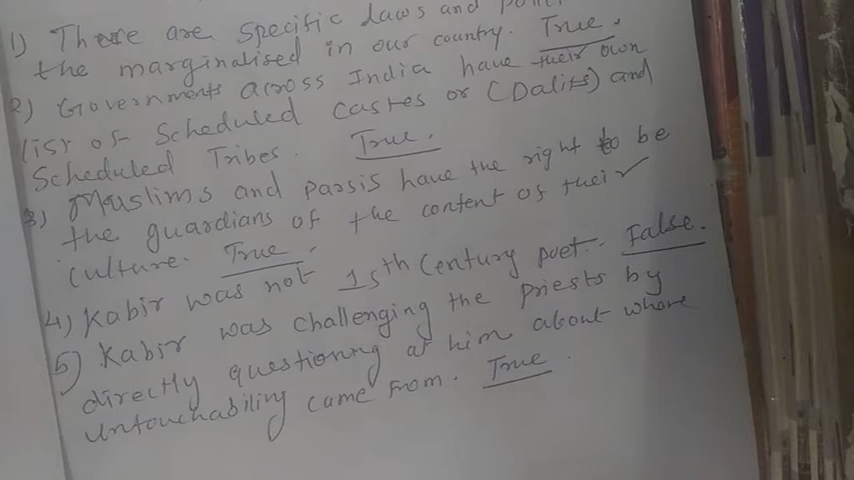 1) There are specific Laws and
the marginalised in our country. True.
2) Governments across India have their own
list of Scheduled castes or (Dalits) and
Scheduled Tribes. True.
3) Muslims and parsis have the right to be
the guardians of the content of their
culture. True.
4) Kabir was not 15th Century poet. False.
5) Kabir was challenging the priests by
directly questioning at him about where
untouchability came from. True.